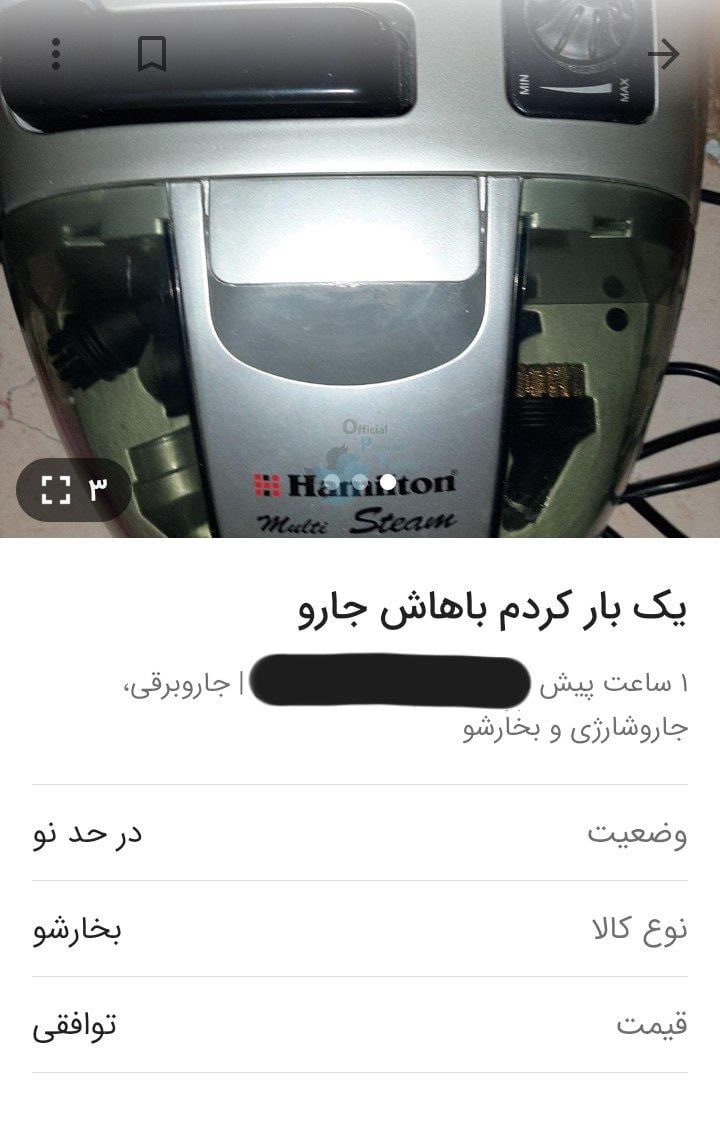 MIN
MAX
Official
Persian
Hamilton
Multi Steam
۳
یک بار کردم باهاش جارو
۱ ساعت پیش | جاروبرقی،
جاروشارژی و بخارشو
وضعیت در حد نو
نوع کالا بخارشو
قیمت توافقی